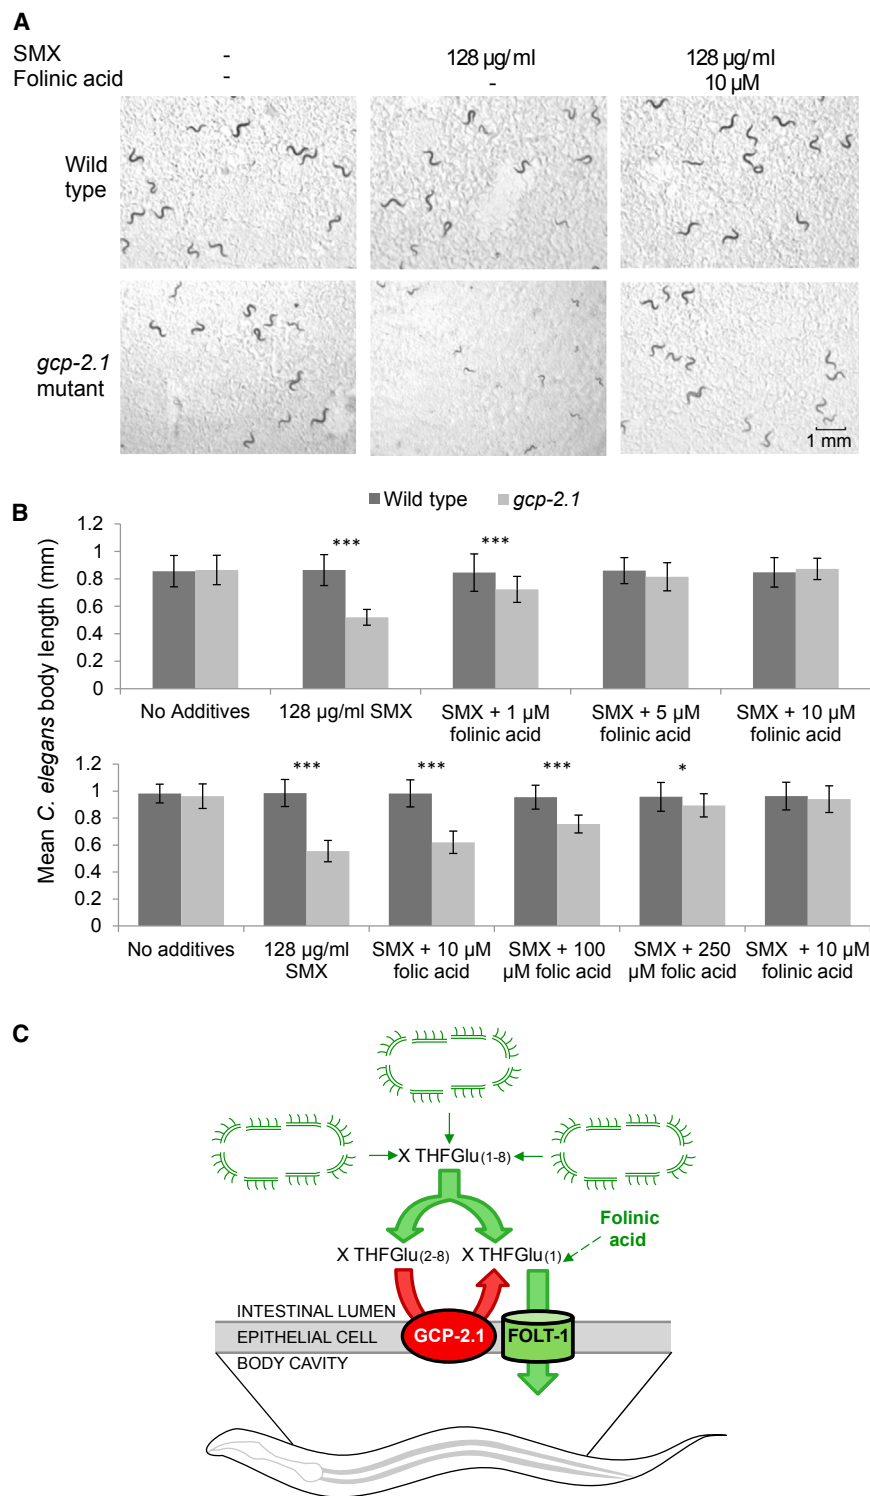 A
SMX - 128 µg/ml 128 µg/ml
Folinic acid - - 10 µM
Wild
type
gcp-2.1
mutant
1 mm
B
Wild type gcp-2.1
Mean C. elegans body length (mm)
1.2
1
0.8
0.6
0.4
0.2
0
*** ***
No Additives 128 µg/ml SMX SMX + 1 µM SMX + 5 µM SMX + 10 µM
folinic acid folinic acid folinic acid
1.2
1
0.8
0.6
0.4
0.2
0
*** *** *** *
No additives 128 µg/ml SMX + 10 µM SMX + 100 SMX + 250 SMX + 10 µM
SMX folic acid µM folic acid µM folic acid folinic acid
C
X THFGlu(1-8)
Folinic
acid
X THFGlu(2-8) X THFGlu(1)
INTESTINAL LUMEN
EPITHELIAL CELL GCP-2.1 FOLT-1
BODY CAVITY